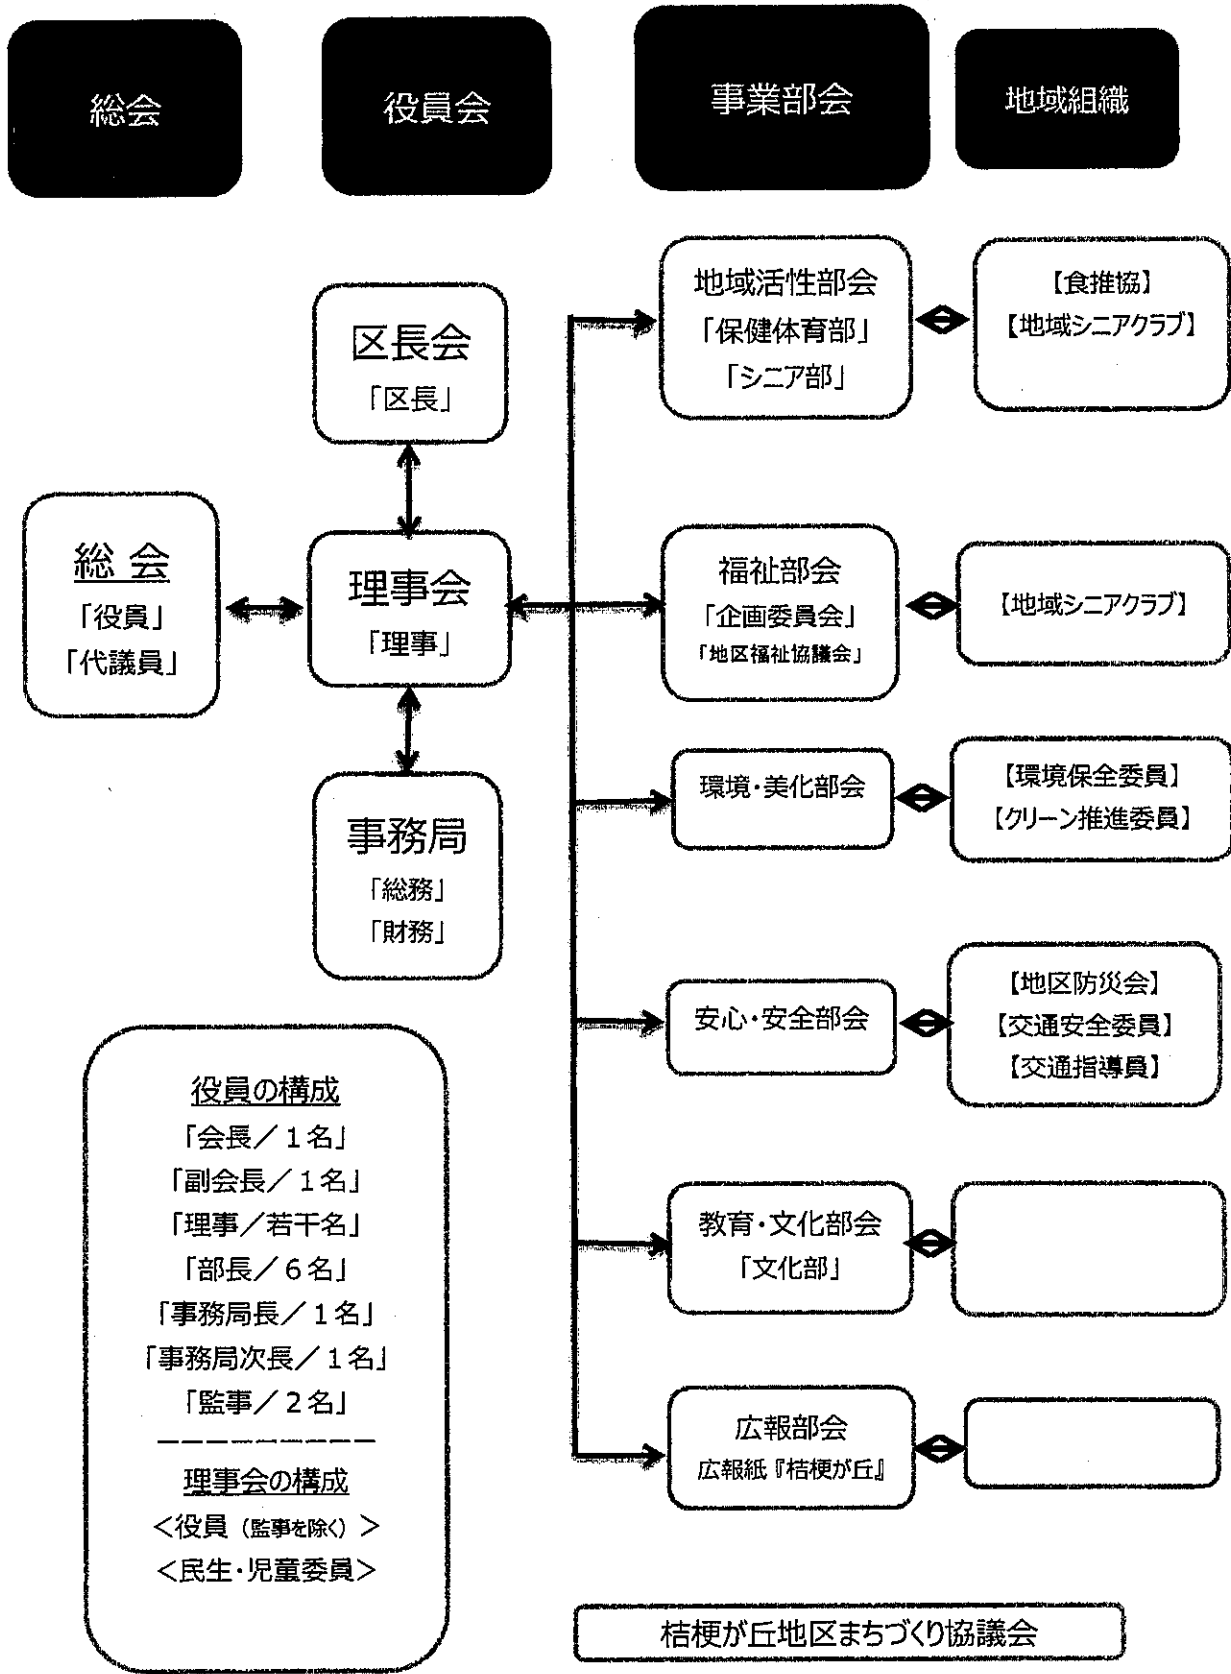 総会
役員会
事業部会
地域組織
区長会
「区長」
総 会
「役員」
「代議員」
理事会
「理事」
事務局
「総務」
「財務」
地域活性部会
「保健体育部」
「シニア部」
【食推協】
【地域シニアクラブ】
福祉部会
「企画委員会」
「地区福祉協議会」
【地域シニアクラブ】
環境・美化部会
【環境保全委員】
【クリーン推進委員】
安心・安全部会
【地区防災会】
【交通安全委員】
【交通指導員】
教育・文化部会
「文化部」
広報部会
広報紙『桔梗が丘』
役員の構成
「会長／１名」
「副会長／１名」
「理事／若干名」
「部長／６名」
「事務局長／１名」
「事務局次長／１名」
「監事／２名」
－－－－－－－－－
理事会の構成
＜役員（監事を除く）＞
＜民生・児童委員＞
桔梗が丘地区まちづくり協議会